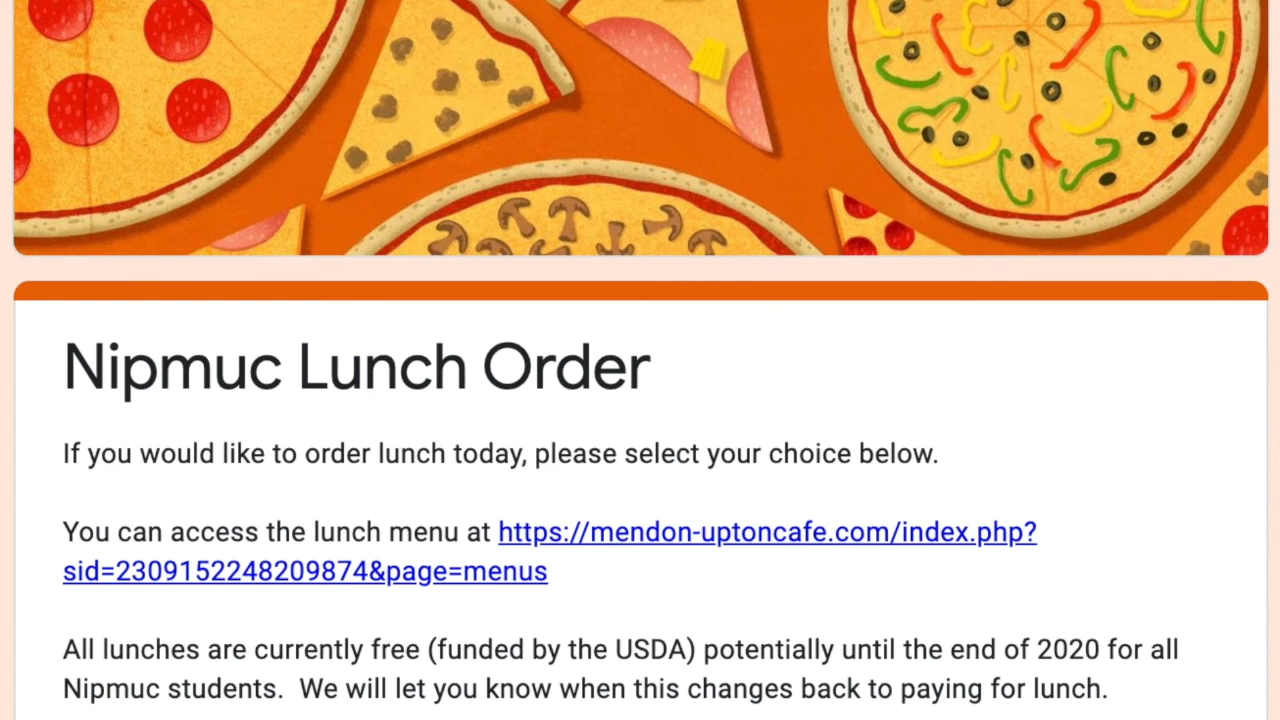 Nipmuc Lunch Order
If you would like to order lunch today, please select your choice below.
You can access the lunch menu at https://mendon-uptoncafe.com/index.php?
sid=2309152248209874&page=menus
All lunches are currently free (funded by the USDA) potentially until the end of 2020 for all
Nipmuc students.  We will let you know when this changes back to paying for lunch.